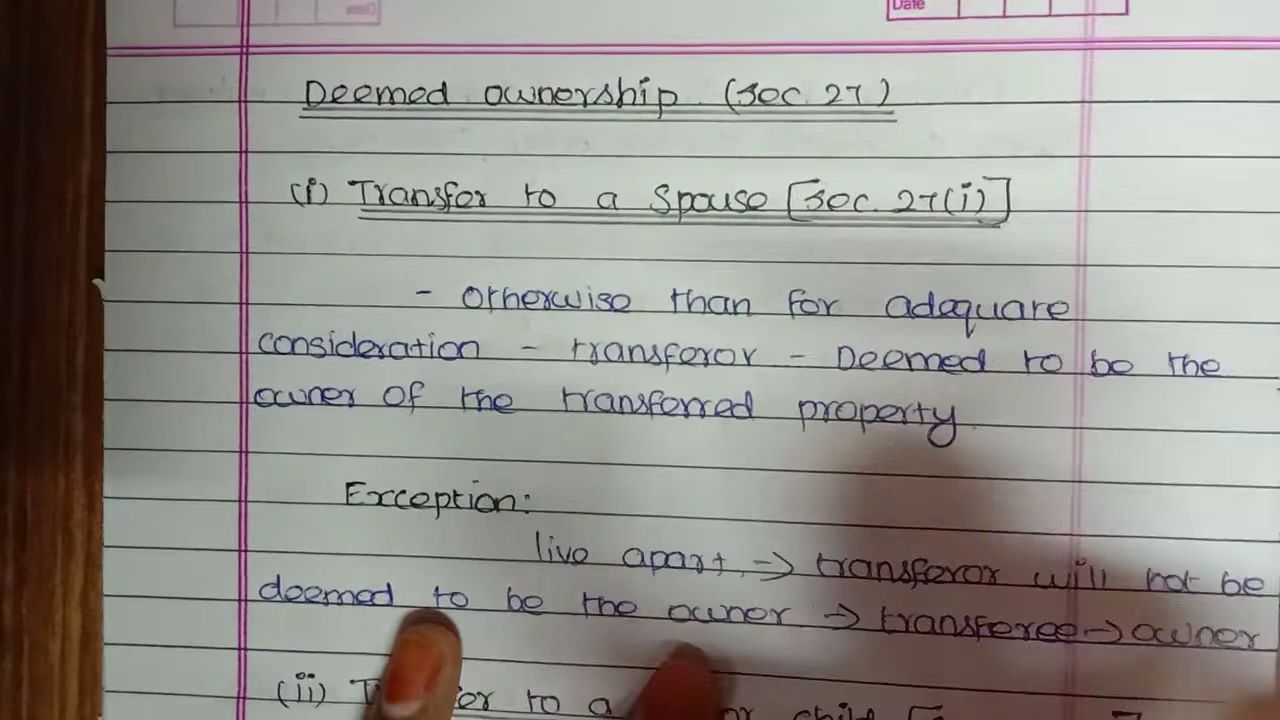 Date
Deemed ownership (Sec. 27)
(i) Transfer to a Spouse [Sec. 27(i)]
- otherwise than for adequate
consideration - transferor - Deemed to be the
owner of the transferred property
Exception:
live apart, → transferor will not be
deemed to be the owner → transferee → owner
(ii) to a child